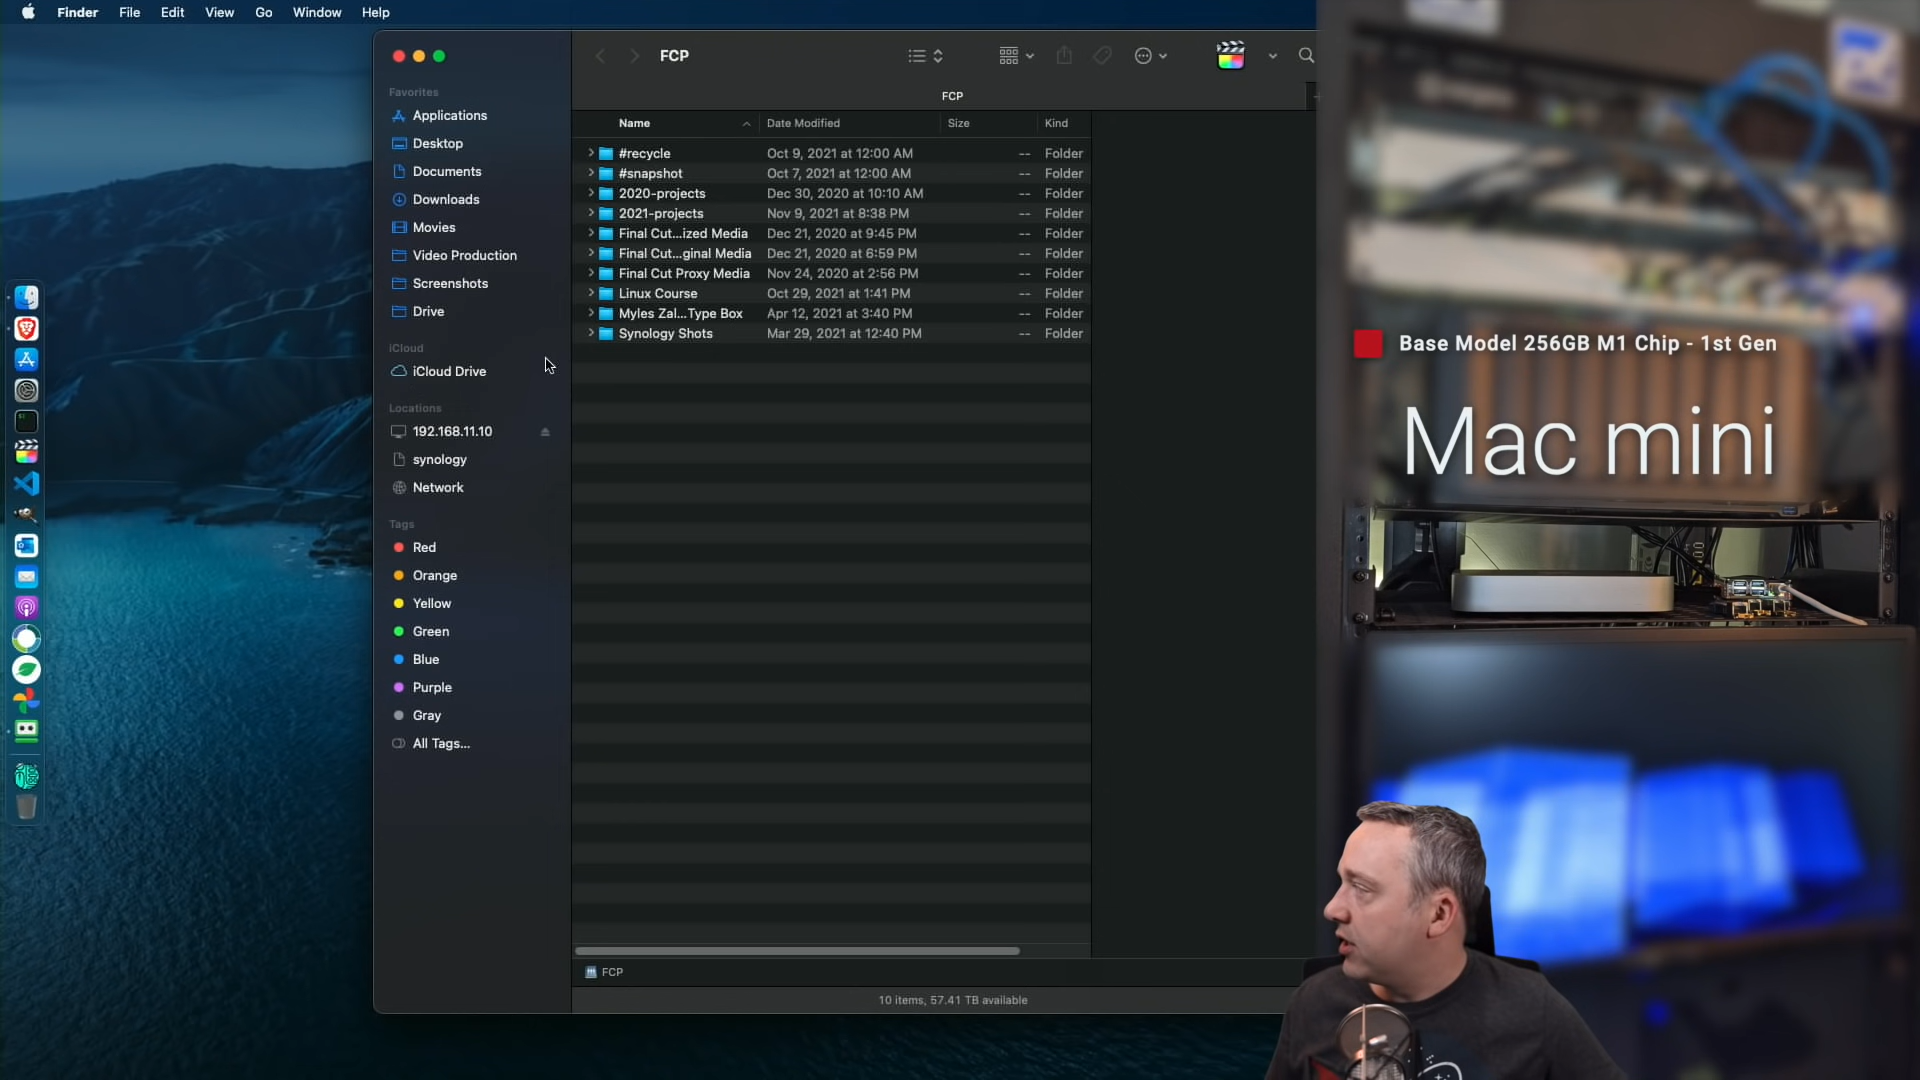 Finder File Edit View Go Window Help
FCP
FCP
Favorites
Applications
Desktop
Documents
Downloads
Movies
Video Production
Screenshots
Drive
iCloud
iCloud Drive
Locations
192.168.11.10
synology
Network
Tags
Red
Orange
Yellow
Green
Blue
Purple
Gray
All Tags...
Name Date Modified Size Kind
#recycle Oct 9, 2021 at 12:00 AM -- Folder
#snapshot Oct 7, 2021 at 12:00 AM -- Folder
2020-projects Dec 30, 2020 at 10:10 AM -- Folder
2021-projects Nov 9, 2021 at 8:38 PM -- Folder
Final Cut...ized Media Dec 21, 2020 at 9:45 PM -- Folder
Final Cut...ginal Media Dec 21, 2020 at 6:59 PM -- Folder
Final Cut Proxy Media Nov 24, 2020 at 2:56 PM -- Folder
Linux Course Oct 29, 2021 at 1:41 PM -- Folder
Myles Zal...Type Box Apr 12, 2021 at 3:40 PM -- Folder
Synology Shots Mar 29, 2021 at 12:40 PM -- Folder
FCP
10 items, 57.41 TB available
Base Model 256GB M1 Chip - 1st Gen
Mac mini